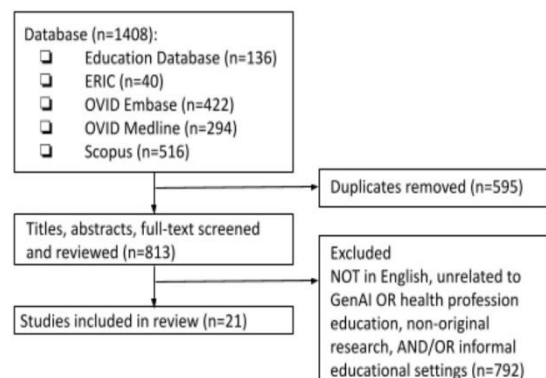 Database (n=1408):
❑ Education Database (n=136)
❑ ERIC (n=40)
❑ OVID Embase (n=422)
❑ OVID Medline (n=294)
❑ Scopus (n=516)
Duplicates removed (n=595)
Titles, abstracts, full-text screened
and reviewed (n=813)
Excluded
NOT in English, unrelated to
GenAI OR health profession
education, non-original
research, AND/OR informal
educational settings (n=792)
Studies included in review (n=21)